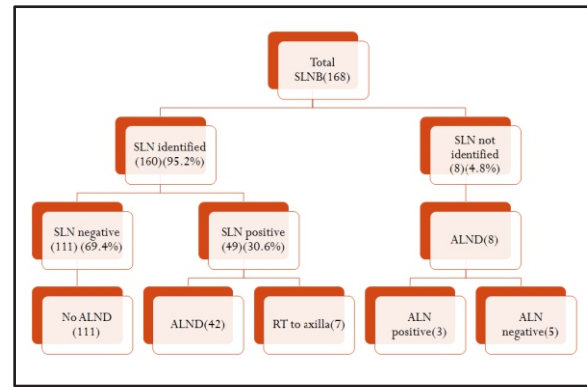 Total
SLNB(168)
SLN identified
(160)(95.2%)
SLN not
identified
(8)(4.8%)
SLN negative
(111) (69.4%)
SLN positive
(49)(30.6%)
ALND(8)
No ALND
(111)
ALND(42)
RT to axilla(7)
ALN
positive(3)
ALN
negative(5)